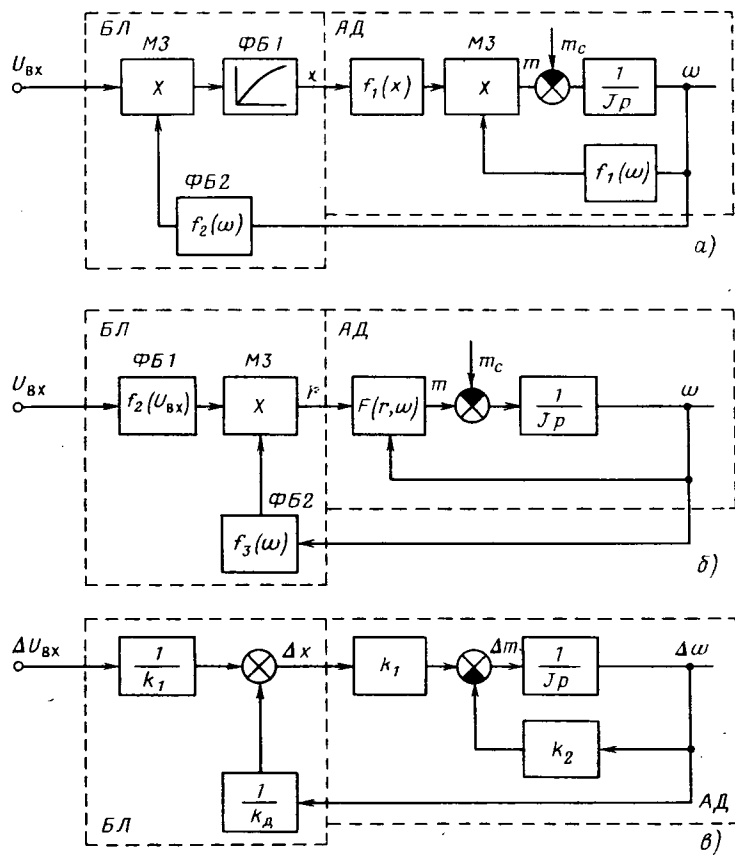 БЛ
АД
U_вх
МЗ
ФБ1
X
x
f₁(x)
МЗ
X
m
m_c
1/Jp
ω
f₁(ω)
ФБ2
f₂(ω)
а)
БЛ
АД
U_вх
ФБ1
МЗ
f₂(U_вх)
X
r
F(r,ω)
m
m_c
1/Jp
ω
ФБ2
f₃(ω)
б)
ΔU_вх
1/k₁
Δx
k₁
Δm
1/Jp
Δω
k₂
1/k_д
БЛ
АД
в)